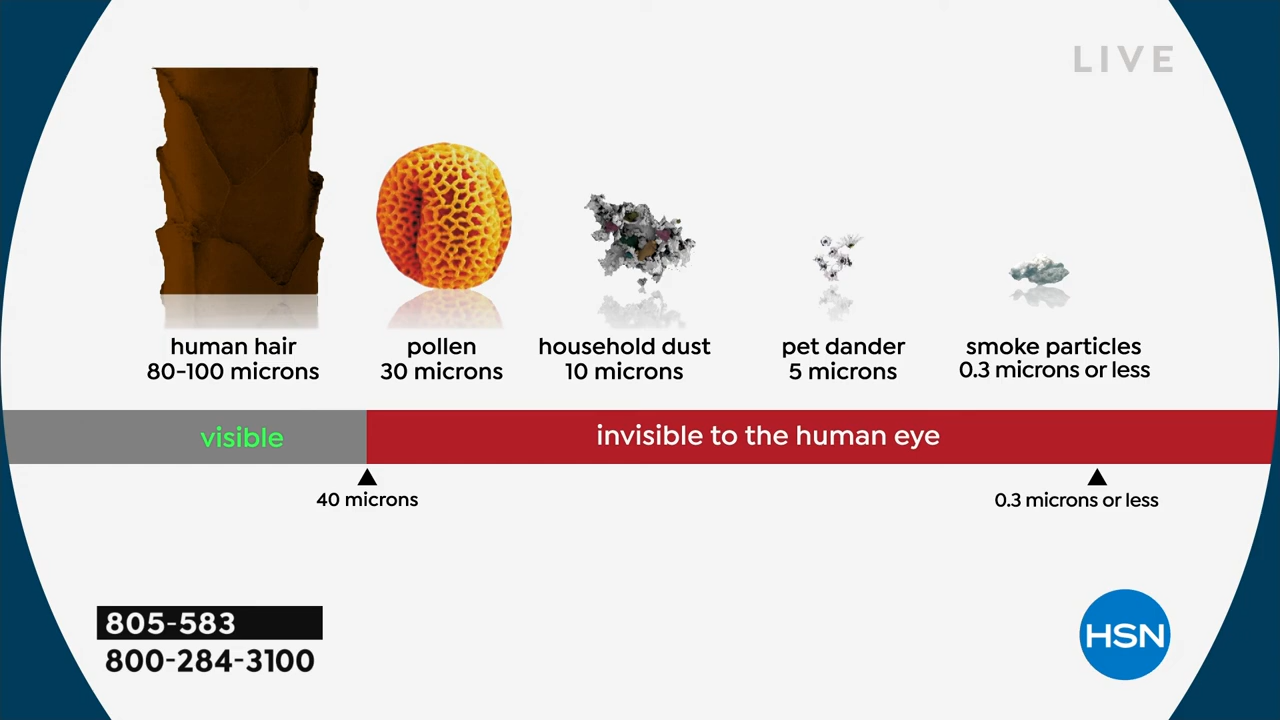 LIVE
human hair
80-100 microns
pollen
30 microns
household dust
10 microns
pet dander
5 microns
smoke particles
0.3 microns or less
visible
invisible to the human eye
40 microns
0.3 microns or less
805-583
800-284-3100
HSN